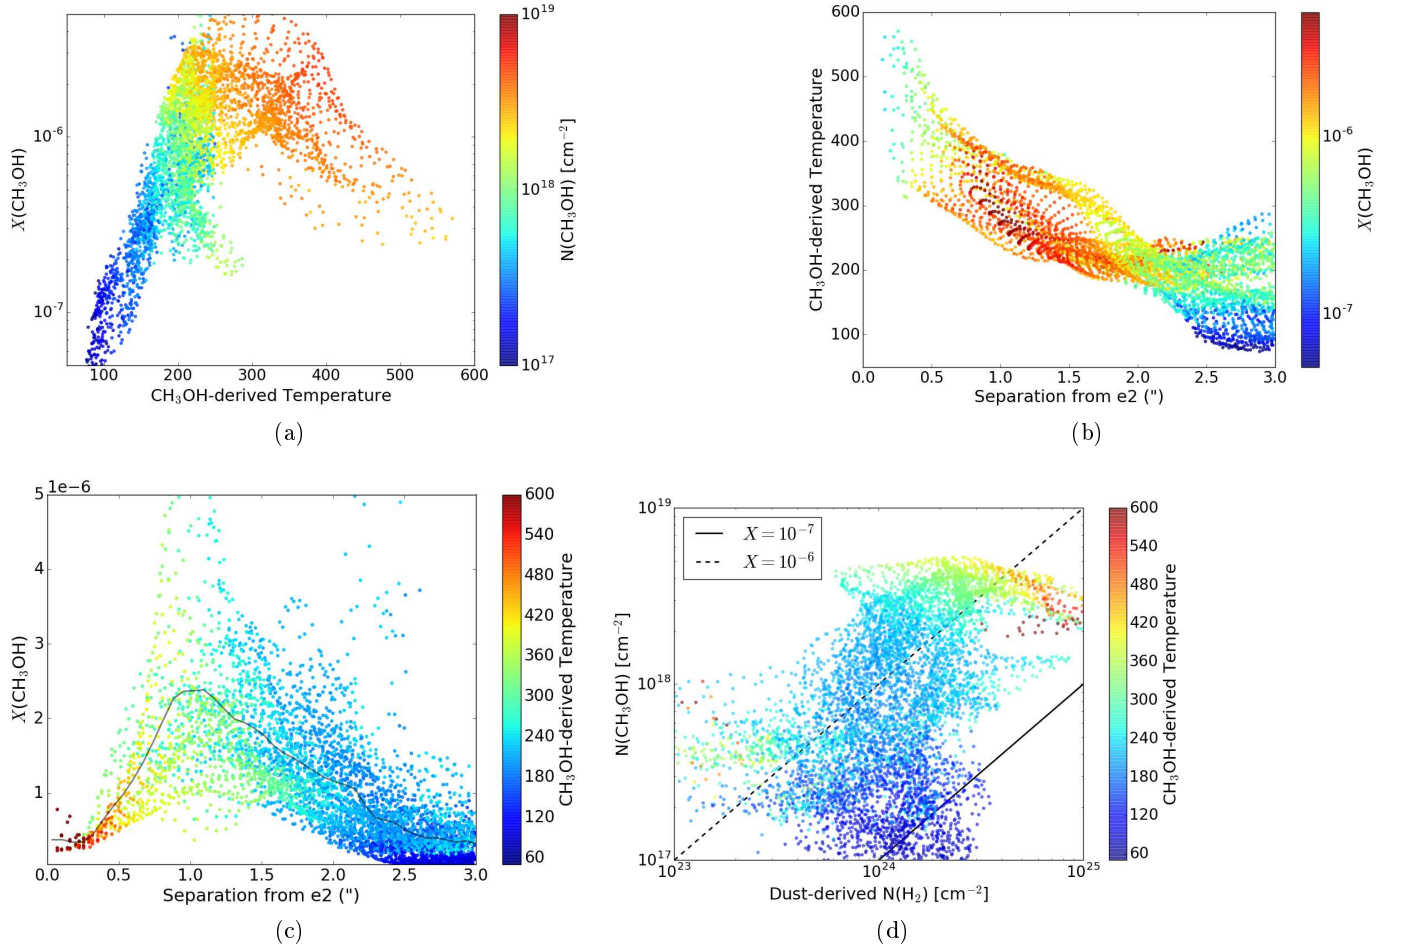 10^19
10^18
10^17
N(CH₃OH) [cm⁻²]
X(CH₃OH)
10^-6
10^-7
100 200 300 400 500 600
CH₃OH-derived Temperature
(a)
600
500
400
300
200
100
CH₃OH-derived Temperature
0.0 0.5 1.0 1.5 2.0 2.5 3.0
Separation from e2 (")
10^-6
10^-7
X(CH₃OH)
(b)
1e−6
5
4
3
2
1
X(CH₃OH)
0.0 0.5 1.0 1.5 2.0 2.5 3.0
Separation from e2 (")
600
540
480
420
360
300
240
180
120
60
CH₃OH-derived Temperature
(c)
10^19
10^18
10^17
N(CH₃OH) [cm⁻²]
X = 10^-7
X = 10^-6
10^23 10^24 10^25
Dust-derived N(H₂) [cm⁻²]
600
540
480
420
360
300
240
180
120
60
CH₃OH-derived Temperature
(d)